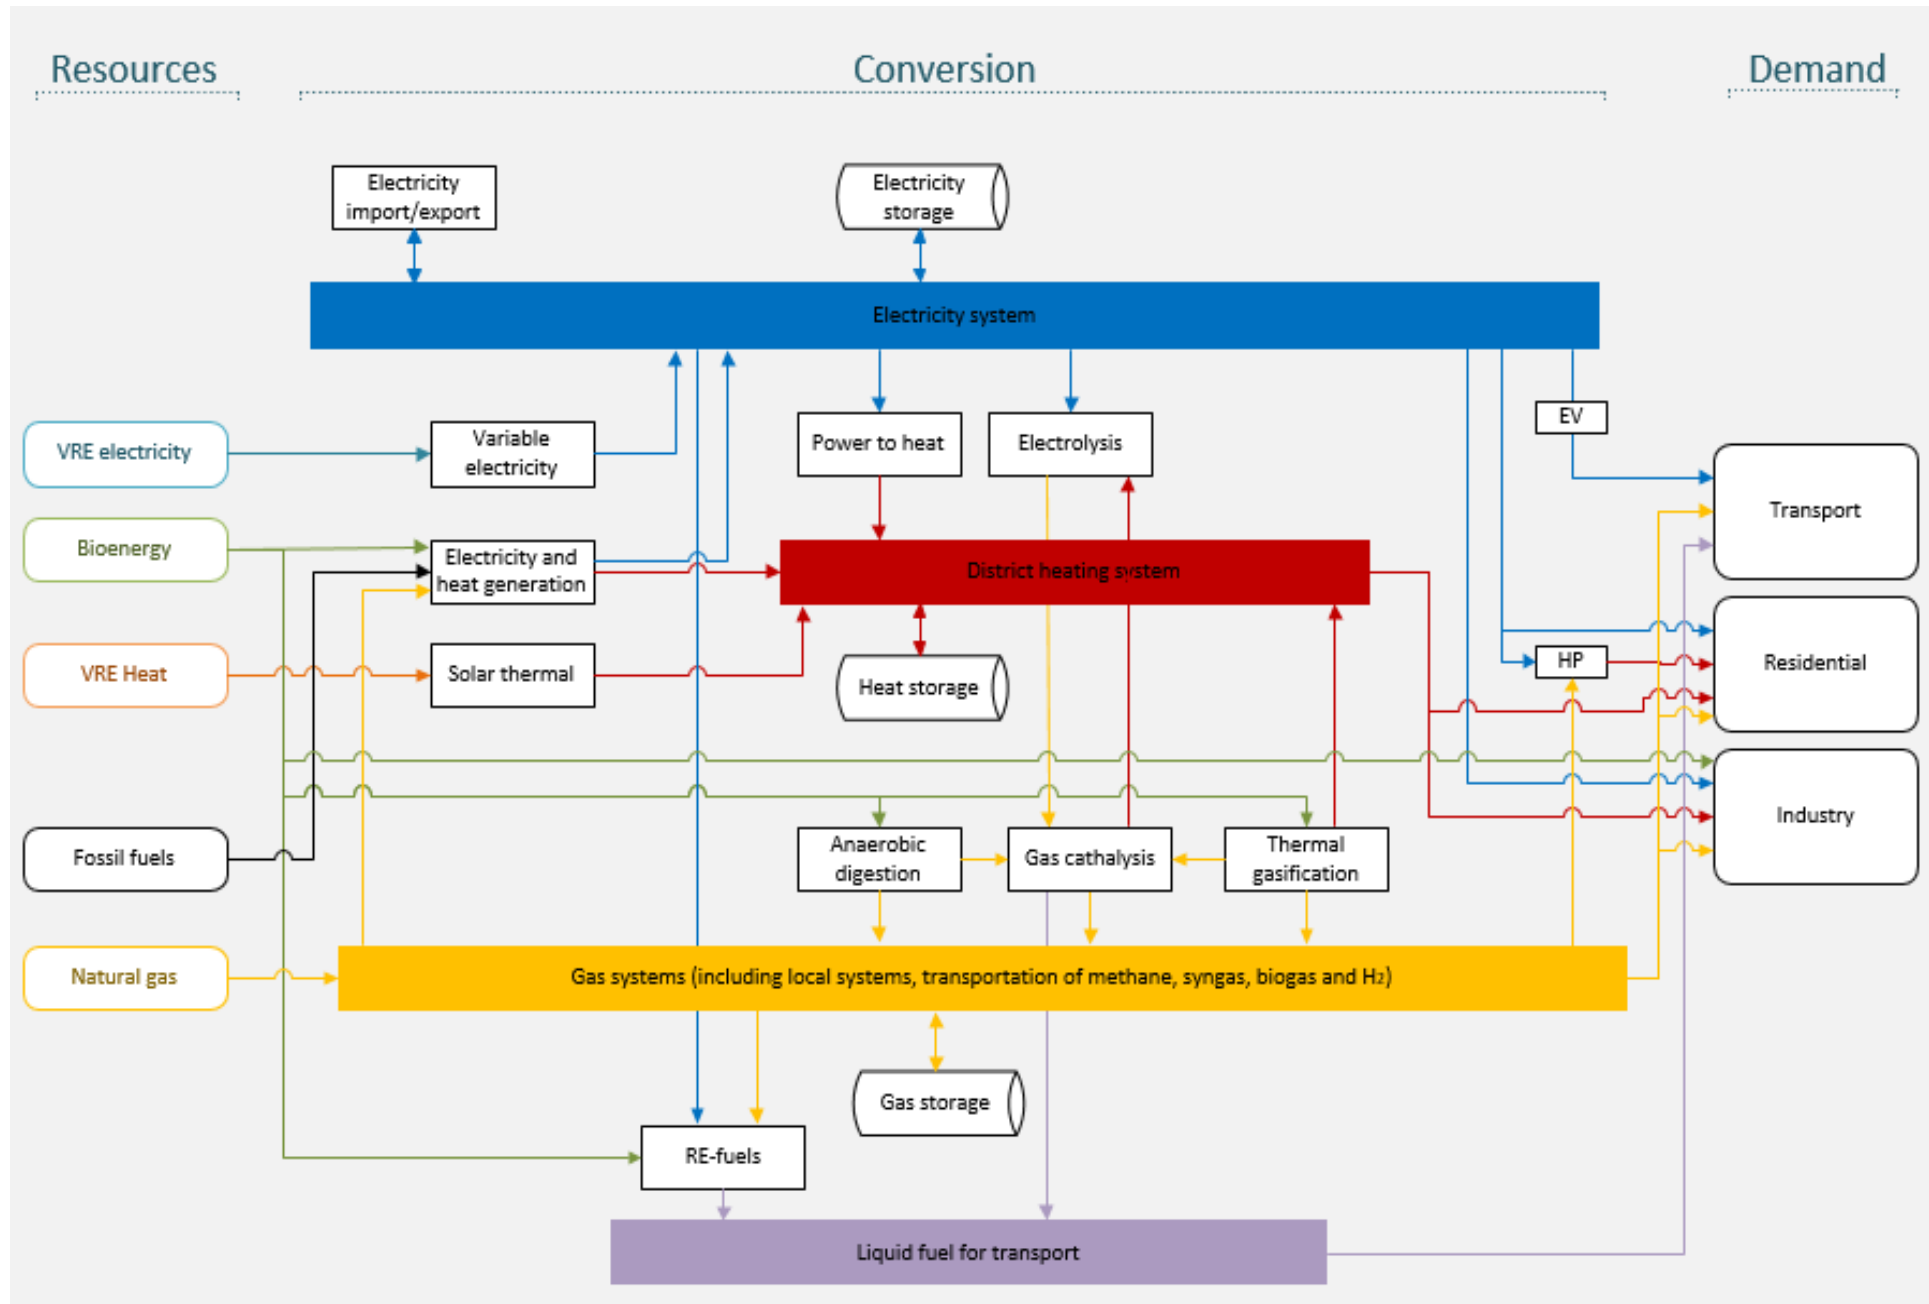 Resources
Conversion
Demand
Electricity
import/export
Electricity
storage
Electricity system
VRE electricity
Variable
electricity
Power to heat
Electrolysis
EV
Transport
Bioenergy
Electricity and
heat generation
District heating system
VRE Heat
Solar thermal
Heat storage
HP
Residential
Fossil fuels
Anaerobic
digestion
Gas cathalysis
Thermal
gasification
Industry
Natural gas
Gas systems (including local systems, transportation of methane, syngas, biogas and H2)
Gas storage
RE-fuels
Liquid fuel for transport